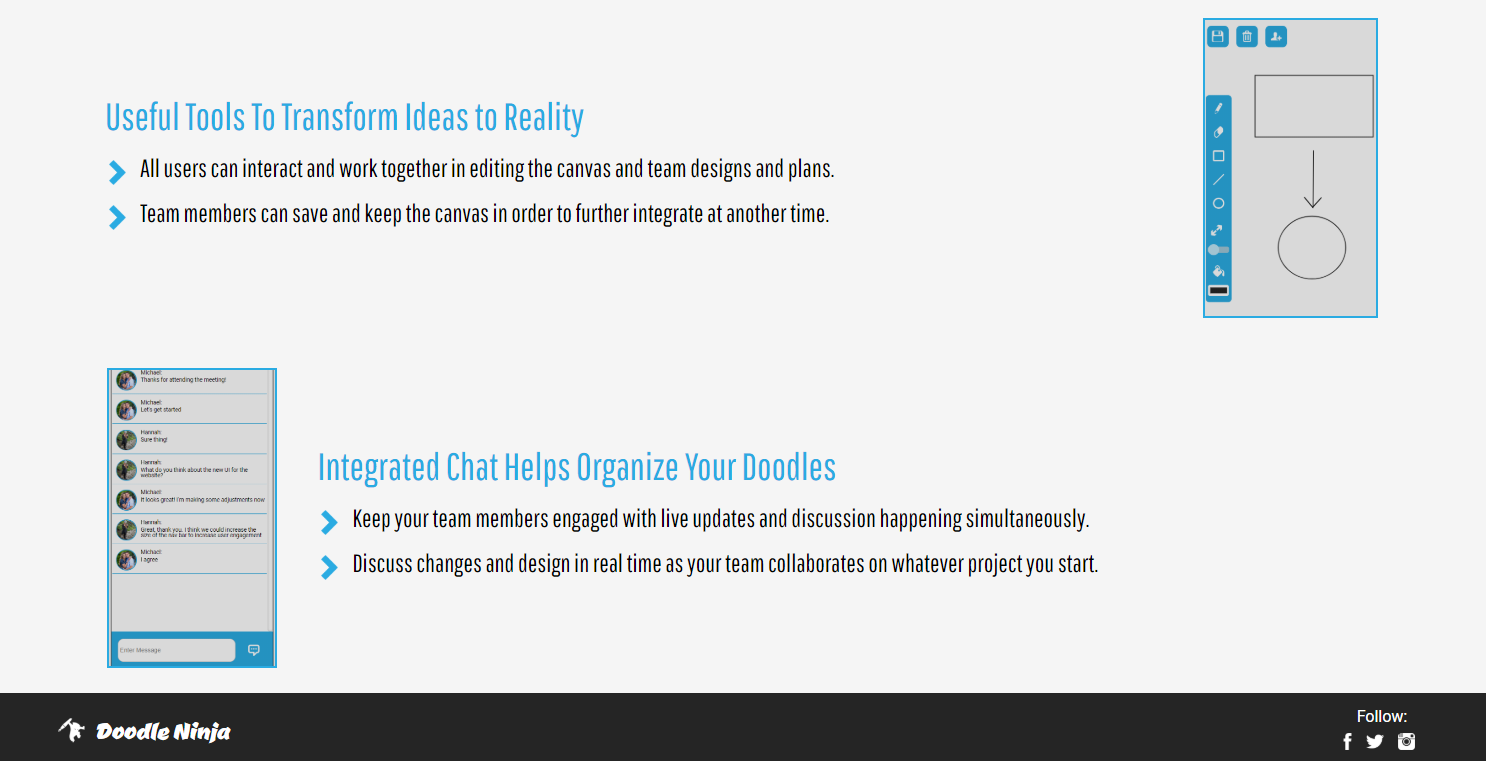 Useful Tools To Transform Ideas to Reality
All users can interact and work together in editing the canvas and team designs and plans.
Team members can save and keep the canvas in order to further integrate at another time.
Michael:
Thanks for attending the meeting!
Michael:
Let's get started
Hannah:
Sure thing!
Hannah:
What do you think about the new UI for the
website?
Michael:
It looks great! I'm making some adjustments now
Hannah:
Great, thank you. I think we could increase the
size of the nav bar to increase user engagement
Michael:
I agree
Enter Message
Integrated Chat Helps Organize Your Doodles
Keep your team members engaged with live updates and discussion happening simultaneously.
Discuss changes and design in real time as your team collaborates on whatever project you start.
Doodle Ninja
Follow: